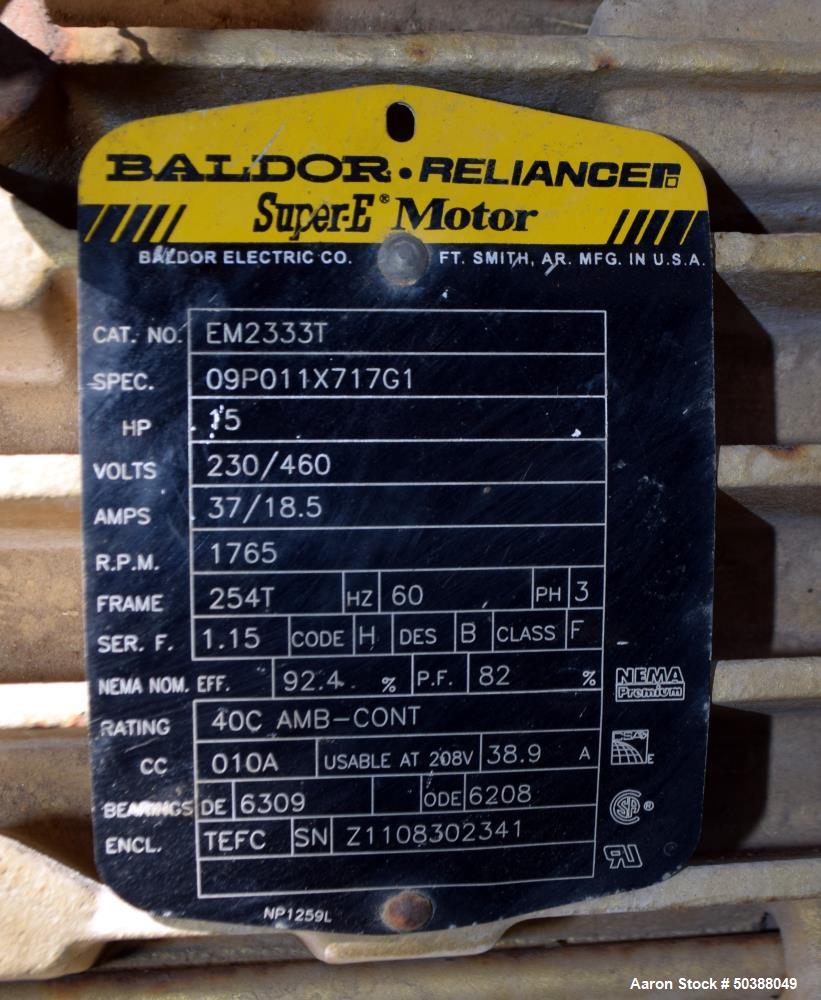 BALDOR • RELIANCER
Super-E® Motor
BALDOR ELECTRIC CO. FT. SMITH, AR. MFG. IN U.S.A.
CAT. NO. EM2333T
SPEC. 09P011X717G1
HP 15
VOLTS 230/460
AMPS 37/18.5
R.P.M. 1765
FRAME 254T HZ 60 PH 3
SER. F. 1.15 CODE H DES B CLASS F
NEMA NOM. EFF. 92.4 % P.F. 82 %
NEMA
Premium
RATING 40C AMB-CONT
CC 010A USABLE AT 208V 38.9 A
BEARINGS DE 6309 ODE 6208
ENCL. TEFC SN Z1108302341
NP1259L
Aaron Stock # 50388049